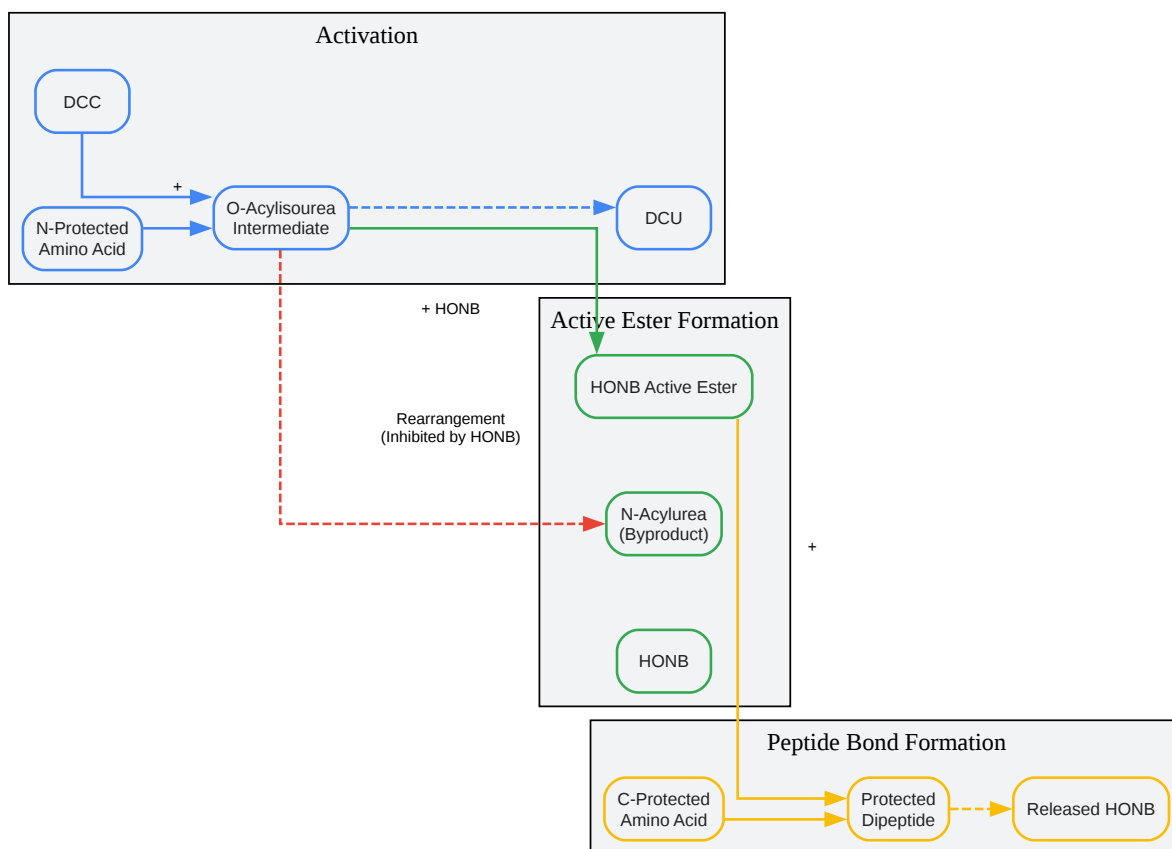 Activation
DCC
+
N-Protected
Amino Acid
O-Acylisourea
Intermediate
DCU
+ HONB
Active Ester Formation
HONB Active Ester
Rearrangement
(Inhibited by HONB)
N-Acylurea
(Byproduct)
+
HONB
Peptide Bond Formation
C-Protected
Amino Acid
Protected
Dipeptide
Released HONB